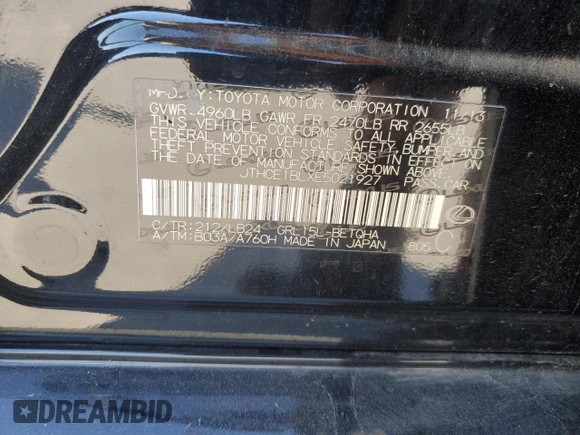 MFD. BY:TOYOTA MOTOR CORPORATION 11/13
GVWR 4960LB GAWR FR 2470LB RR 2655LB
THIS VEHICLE CONFORMS TO ALL APPLICABLE
FEDERAL MOTOR VEHICLE SAFETY, BUMPER, AND
THEFT PREVENTION STANDARDS IN EFFECT ON
THE DATE OF MANUFACTURE SHOWN ABOVE.
PASS.CAR
C/TR:212/LB24 GRL15L-BETQHA
A/TM:B03A/A760H MADE IN JAPAN 805
C
DREAMBID